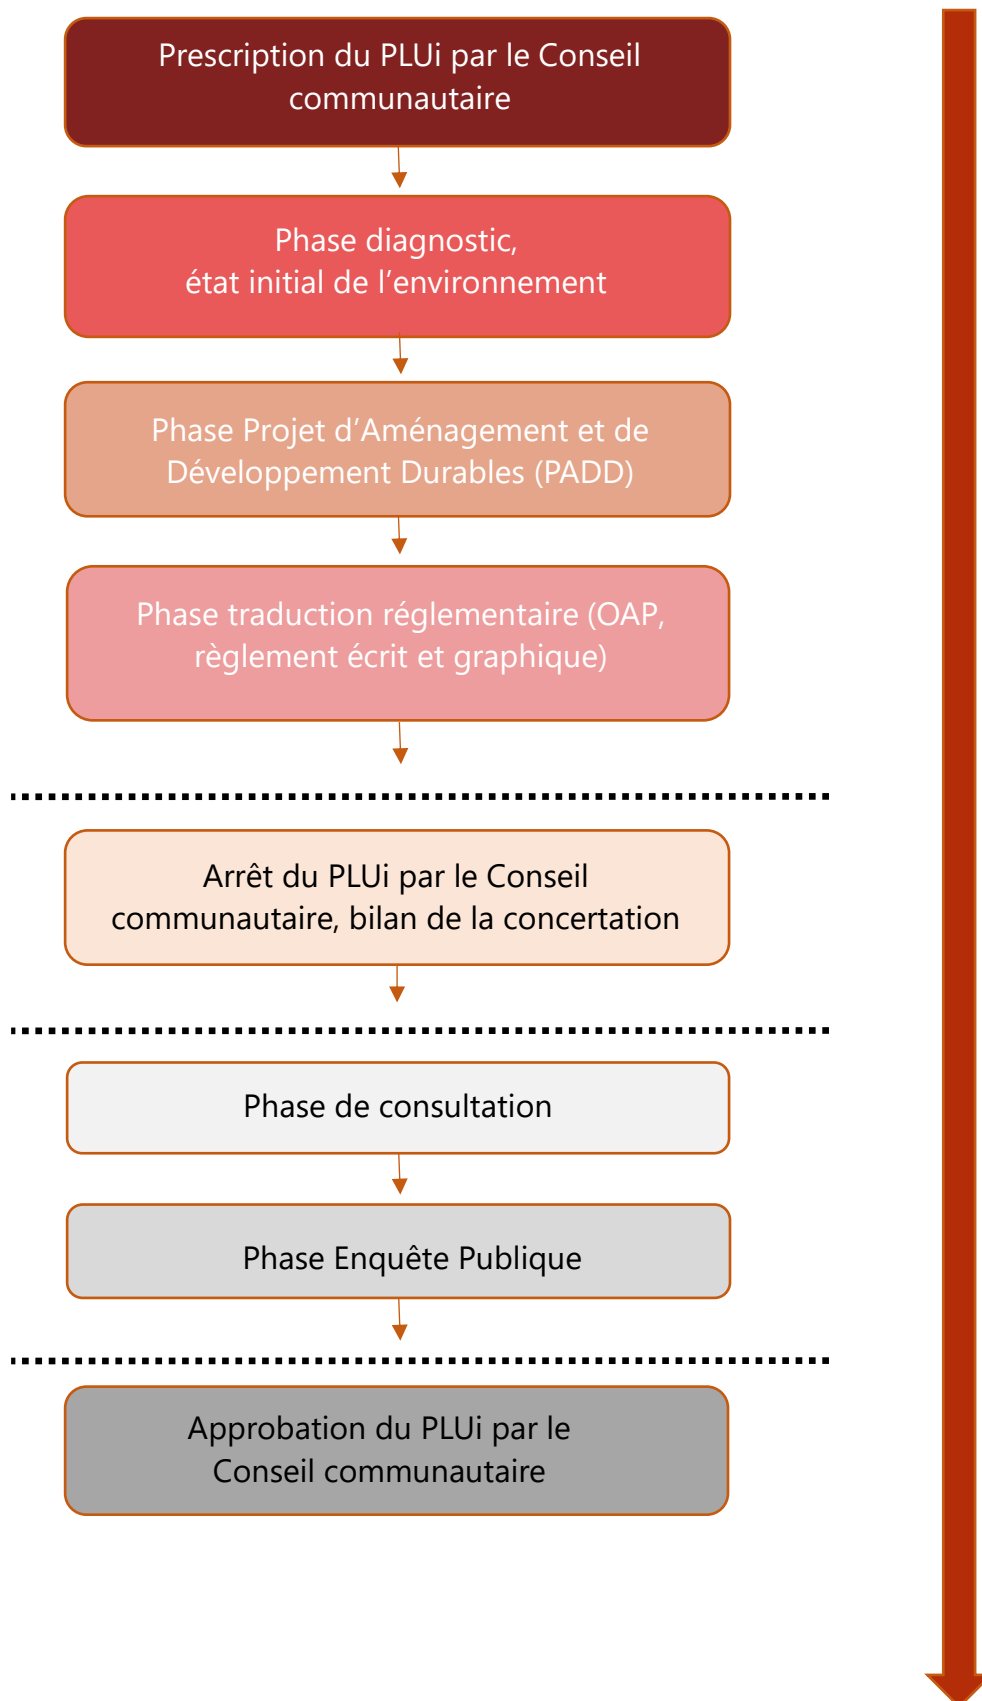 Prescription du PLUi par le Conseil
communautaire
Phase diagnostic,
état initial de l’environnement
Phase Projet d’Aménagement et de
Développement Durables (PADD)
Phase traduction réglementaire (OAP,
règlement écrit et graphique)
Arrêt du PLUi par le Conseil
communautaire, bilan de la concertation
Phase de consultation
Phase Enquête Publique
Approbation du PLUi par le
Conseil communautaire